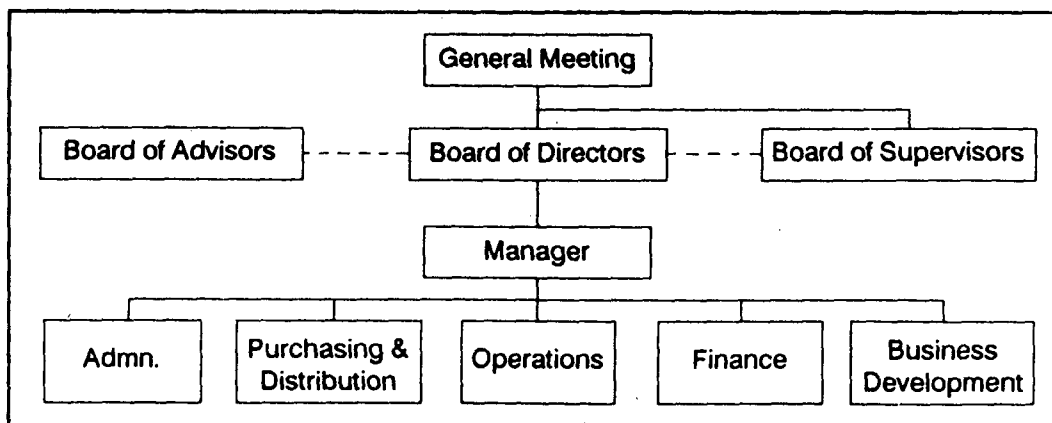 General Meeting
Board of Advisors
Board of Directors
Board of Supervisors
Manager
Admn.
Purchasing &
Distribution
Operations
Finance
Business
Development